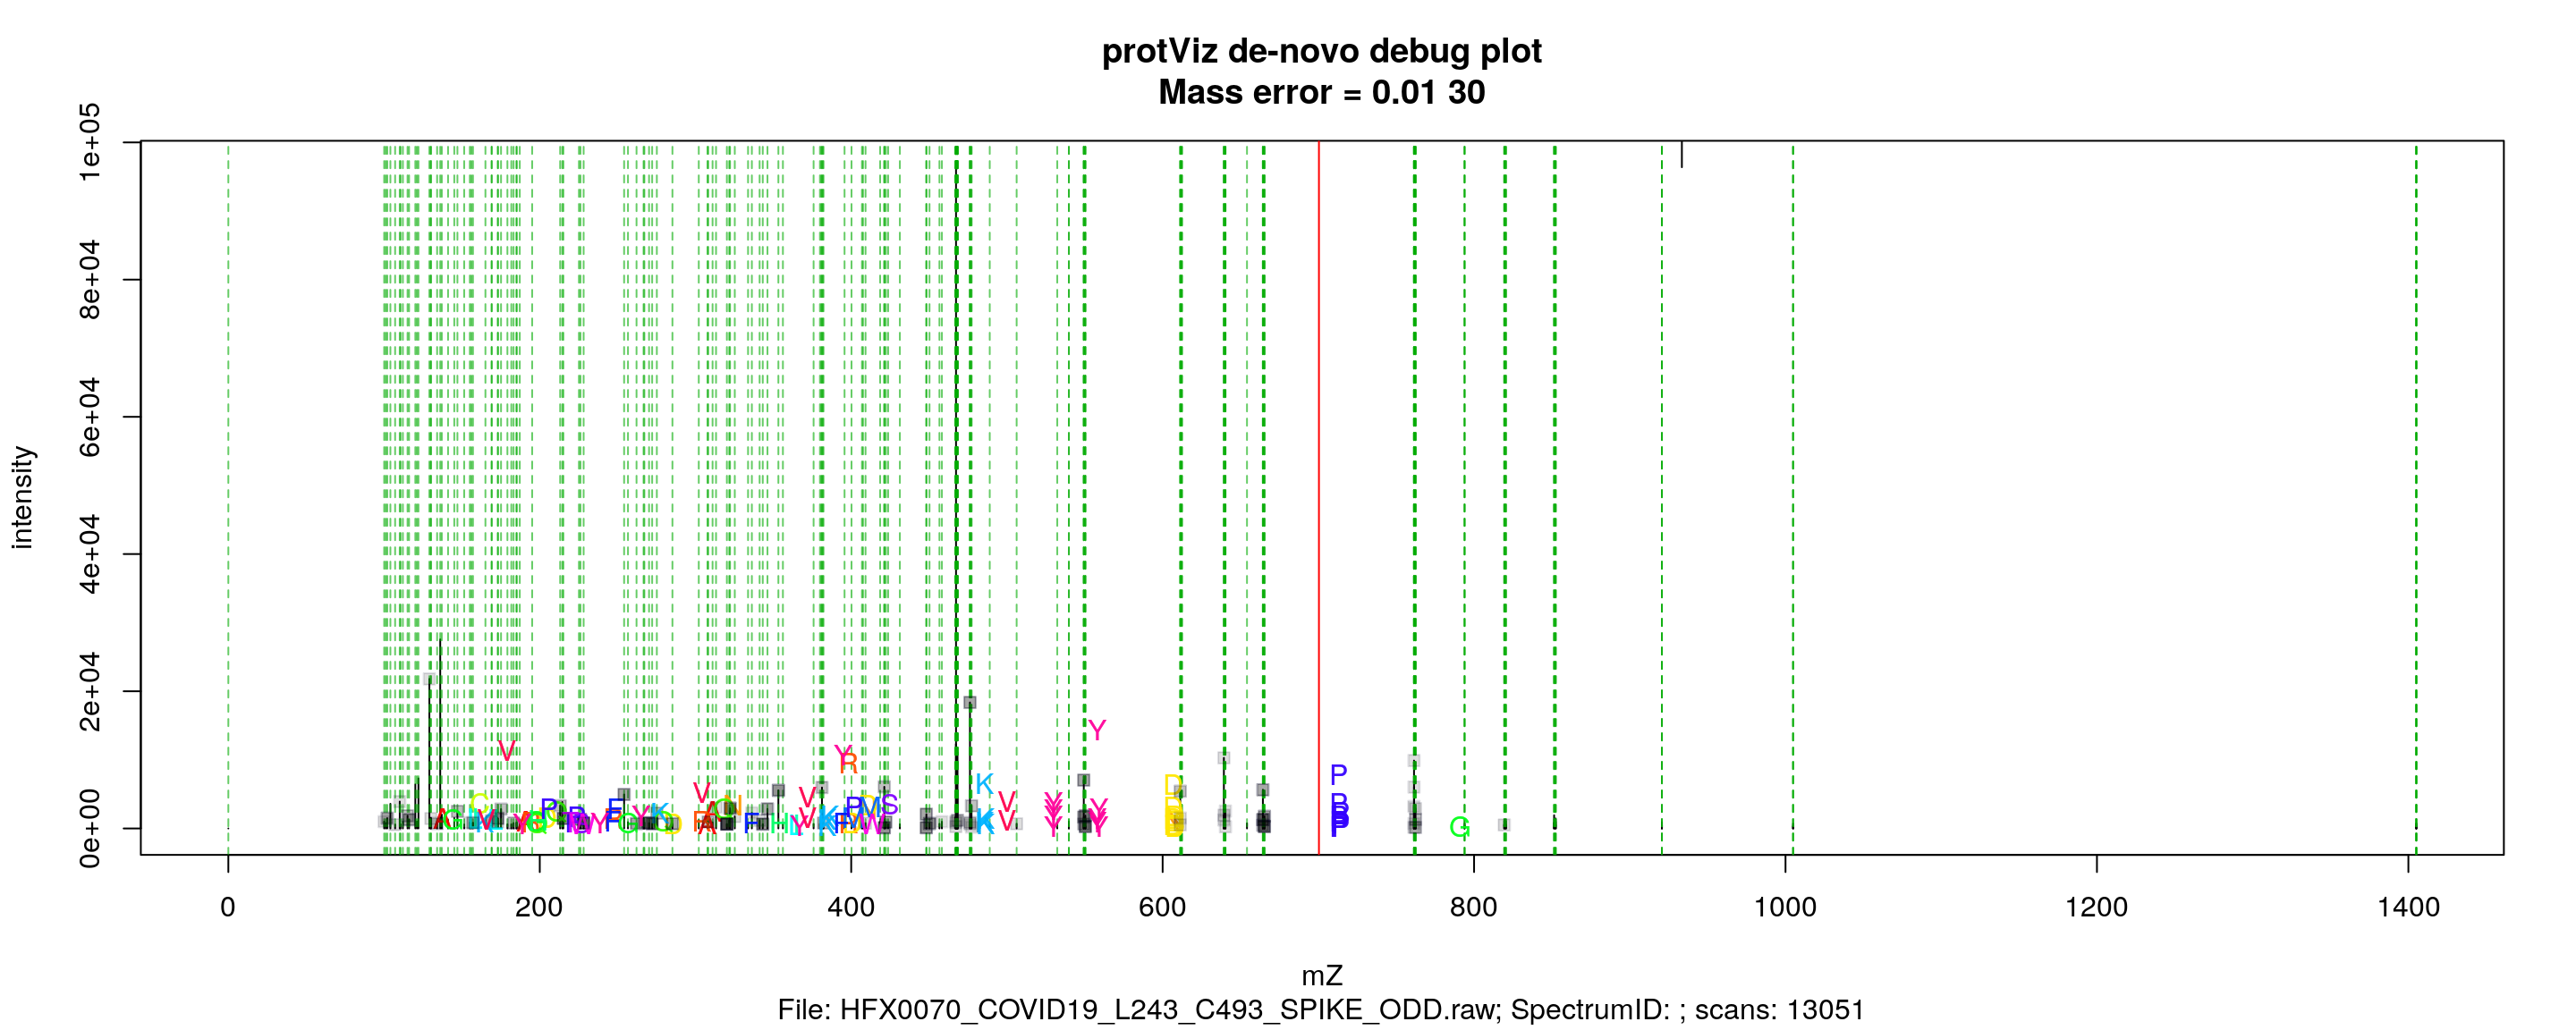 protViz de-novo debug plot
Mass error = 0.01 30
intensity
1e+05
8e+04
6e+04
4e+04
2e+04
0e+00
V
Y
R
V
V
K
V
Y
Y
D
P
G
S
0 200 400 600 800 1000 1200 1400
mZ
File: HFX0070_COVID19_L243_C493_SPIKE_ODD.raw; SpectrumID: ; scans: 13051